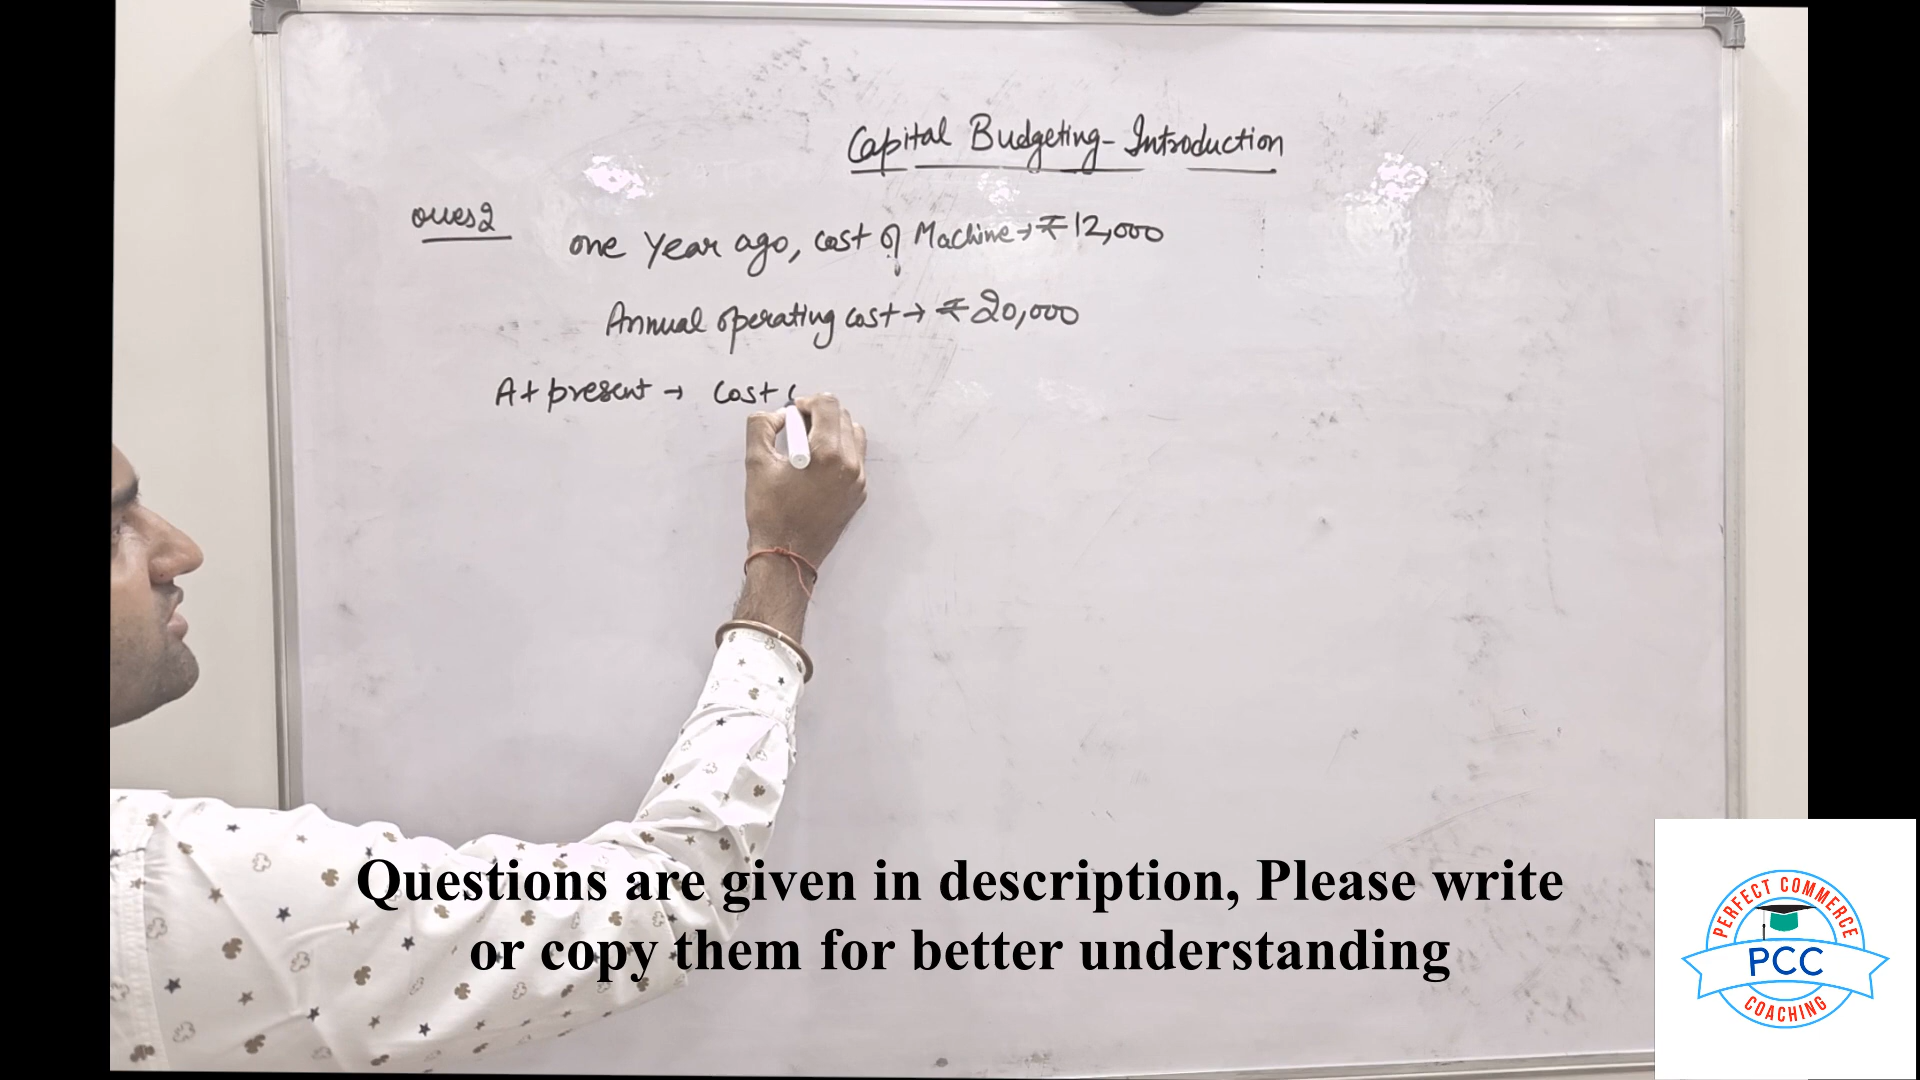 Capital Budgeting-Introduction
Ques2
one Year ago, cost of Machine → ₹12,000
Annual operating cost → ₹20,000
At present → Cost
Questions are given in description, Please write
or copy them for better understanding
PERFECT COMMERCE
PCC
COACHING